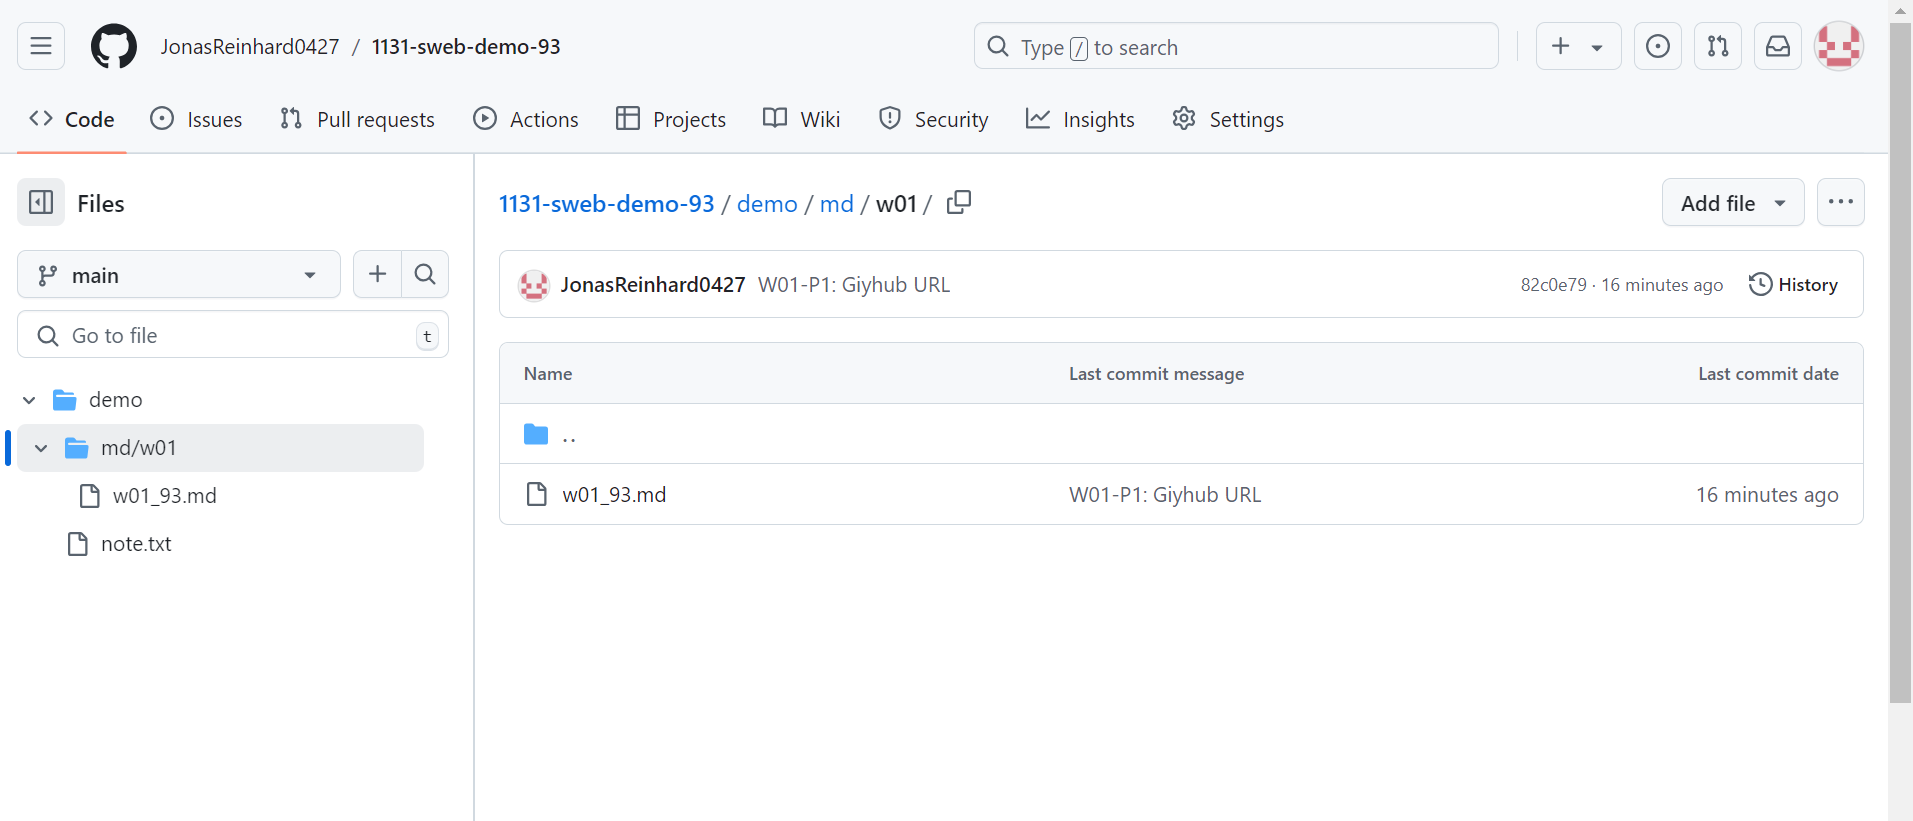 JonasReinhard0427 / 1131-sweb-demo-93
Type / to search
Code Issues Pull requests Actions Projects Wiki Security Insights Settings
Files
main
Go to file t
demo
md/w01
w01_93.md
note.txt
1131-sweb-demo-93 / demo / md / w01 /
Add file
JonasReinhard0427 W01-P1: Giyhub URL 82c0e79 · 16 minutes ago History
Name Last commit message Last commit date
..
w01_93.md W01-P1: Giyhub URL 16 minutes ago